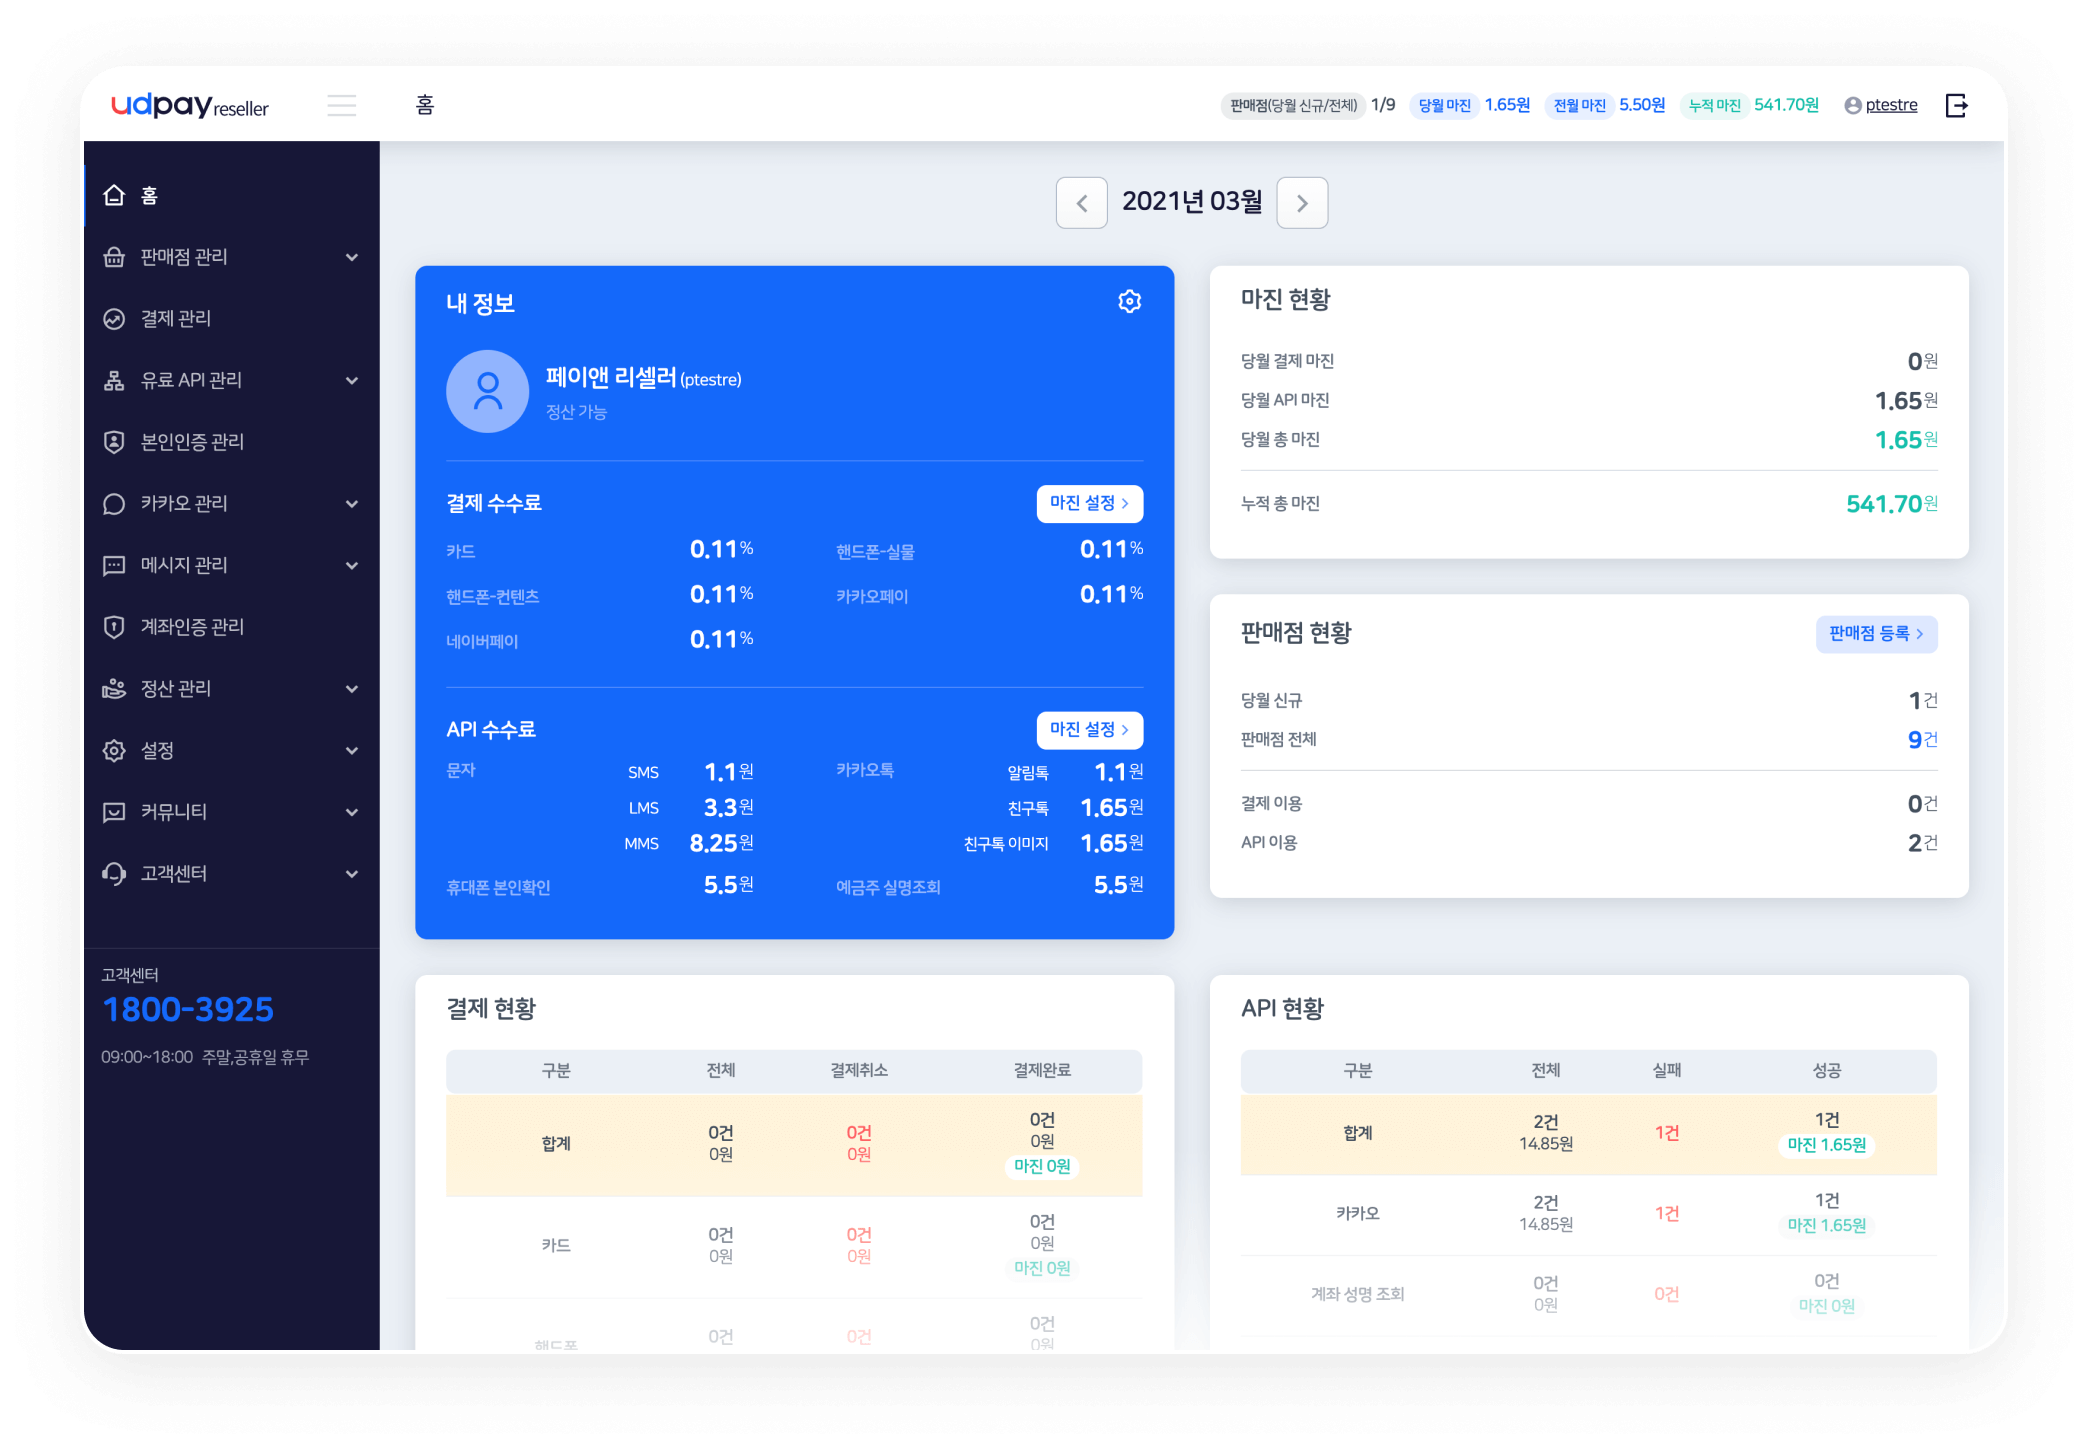 udpay reseller
홈
판매점(당월 신규/전체) 1/9 당월 마진 1.65원 전월 마진 5.50원 누적 마진 541.70원 ptestre
홈
판매점 관리
결제 관리
유료 API 관리
본인인증 관리
카카오 관리
메시지 관리
계좌인증 관리
정산 관리
설정
커뮤니티
고객센터
고객센터
1800-3925
09:00~18:00 주말,공휴일 휴무
2021년 03월
내 정보
페이앤 리셀러 (ptestre)
정산 가능
결제 수수료 마진 설정
카드 0.11% 핸드폰-실물 0.11%
핸드폰-컨텐츠 0.11% 카카오페이 0.11%
네이버페이 0.11%
API 수수료 마진 설정
문자 SMS 1.1원 카카오톡 알림톡 1.1원
LMS 3.3원 친구톡 1.65원
MMS 8.25원 친구톡 이미지 1.65원
휴대폰 본인확인 5.5원 예금주 실명조회 5.5원
마진 현황
당월 결제 마진 0원
당월 API 마진 1.65원
당월 총 마진 1.65원
누적 총 마진 541.70원
판매점 현황 판매점 등록
당월 신규 1건
판매점 전체 9건
결제 이용 0건
API 이용 2건
결제 현황
구분 전체 결제취소 결제완료
합계 0건 0원 0건 0원 0건 0원 마진 0원
카드 0건 0원 0건 0원 0건 0원 마진 0원
핸드폰 0건 0건 0건 0원
API 현황
구분 전체 실패 성공
합계 2건 14.85원 1건 1건 마진 1.65원
카카오 2건 14.85원 1건 1건 마진 1.65원
계좌 성명 조회 0건 0원 0건 0건 마진 0원